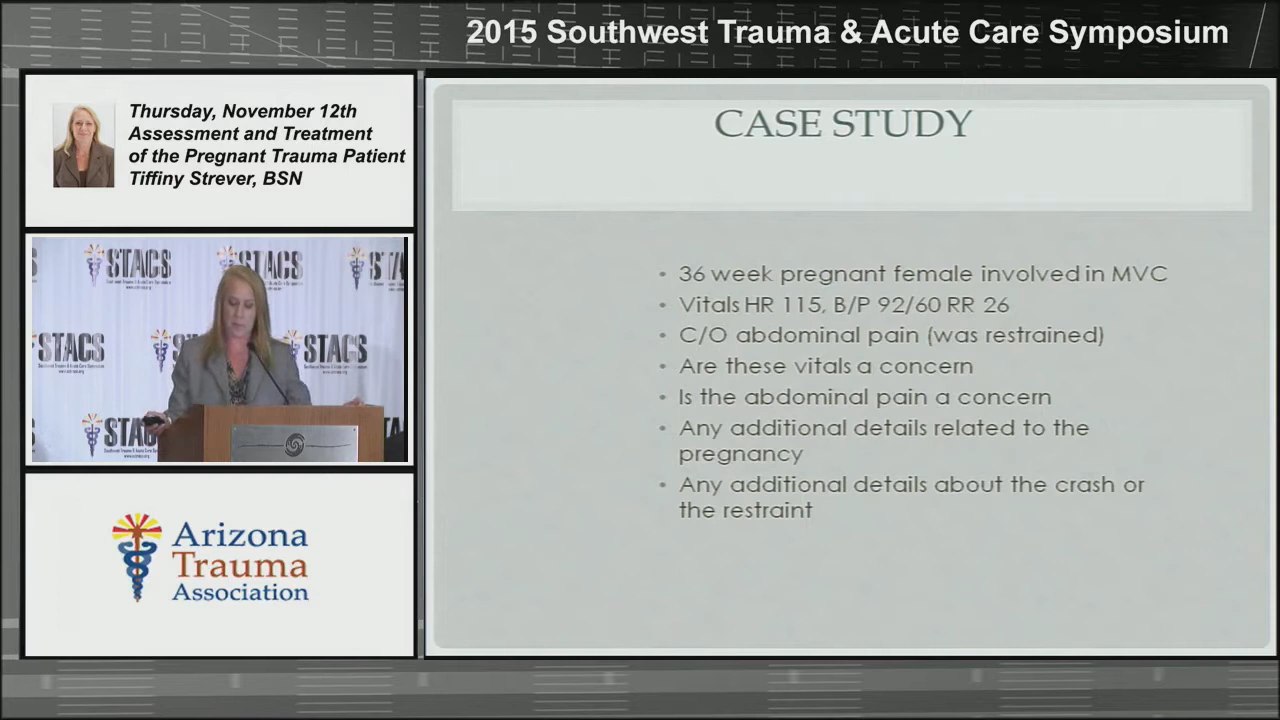 2015 Southwest Trauma & Acute Care Symposium
Thursday, November 12th
Assessment and Treatment
of the Pregnant Trauma Patient
Tiffiny Strever, BSN
STACS
STACS
STACS
STACS
Arizona
Trauma
Association
CASE STUDY
• 36 week pregnant female involved in MVC
• Vitals HR 115, B/P 92/60 RR 26
• C/O abdominal pain (was restrained)
• Are these vitals a concern
• Is the abdominal pain a concern
• Any additional details related to the
pregnancy
• Any additional details about the crash or
the restraint